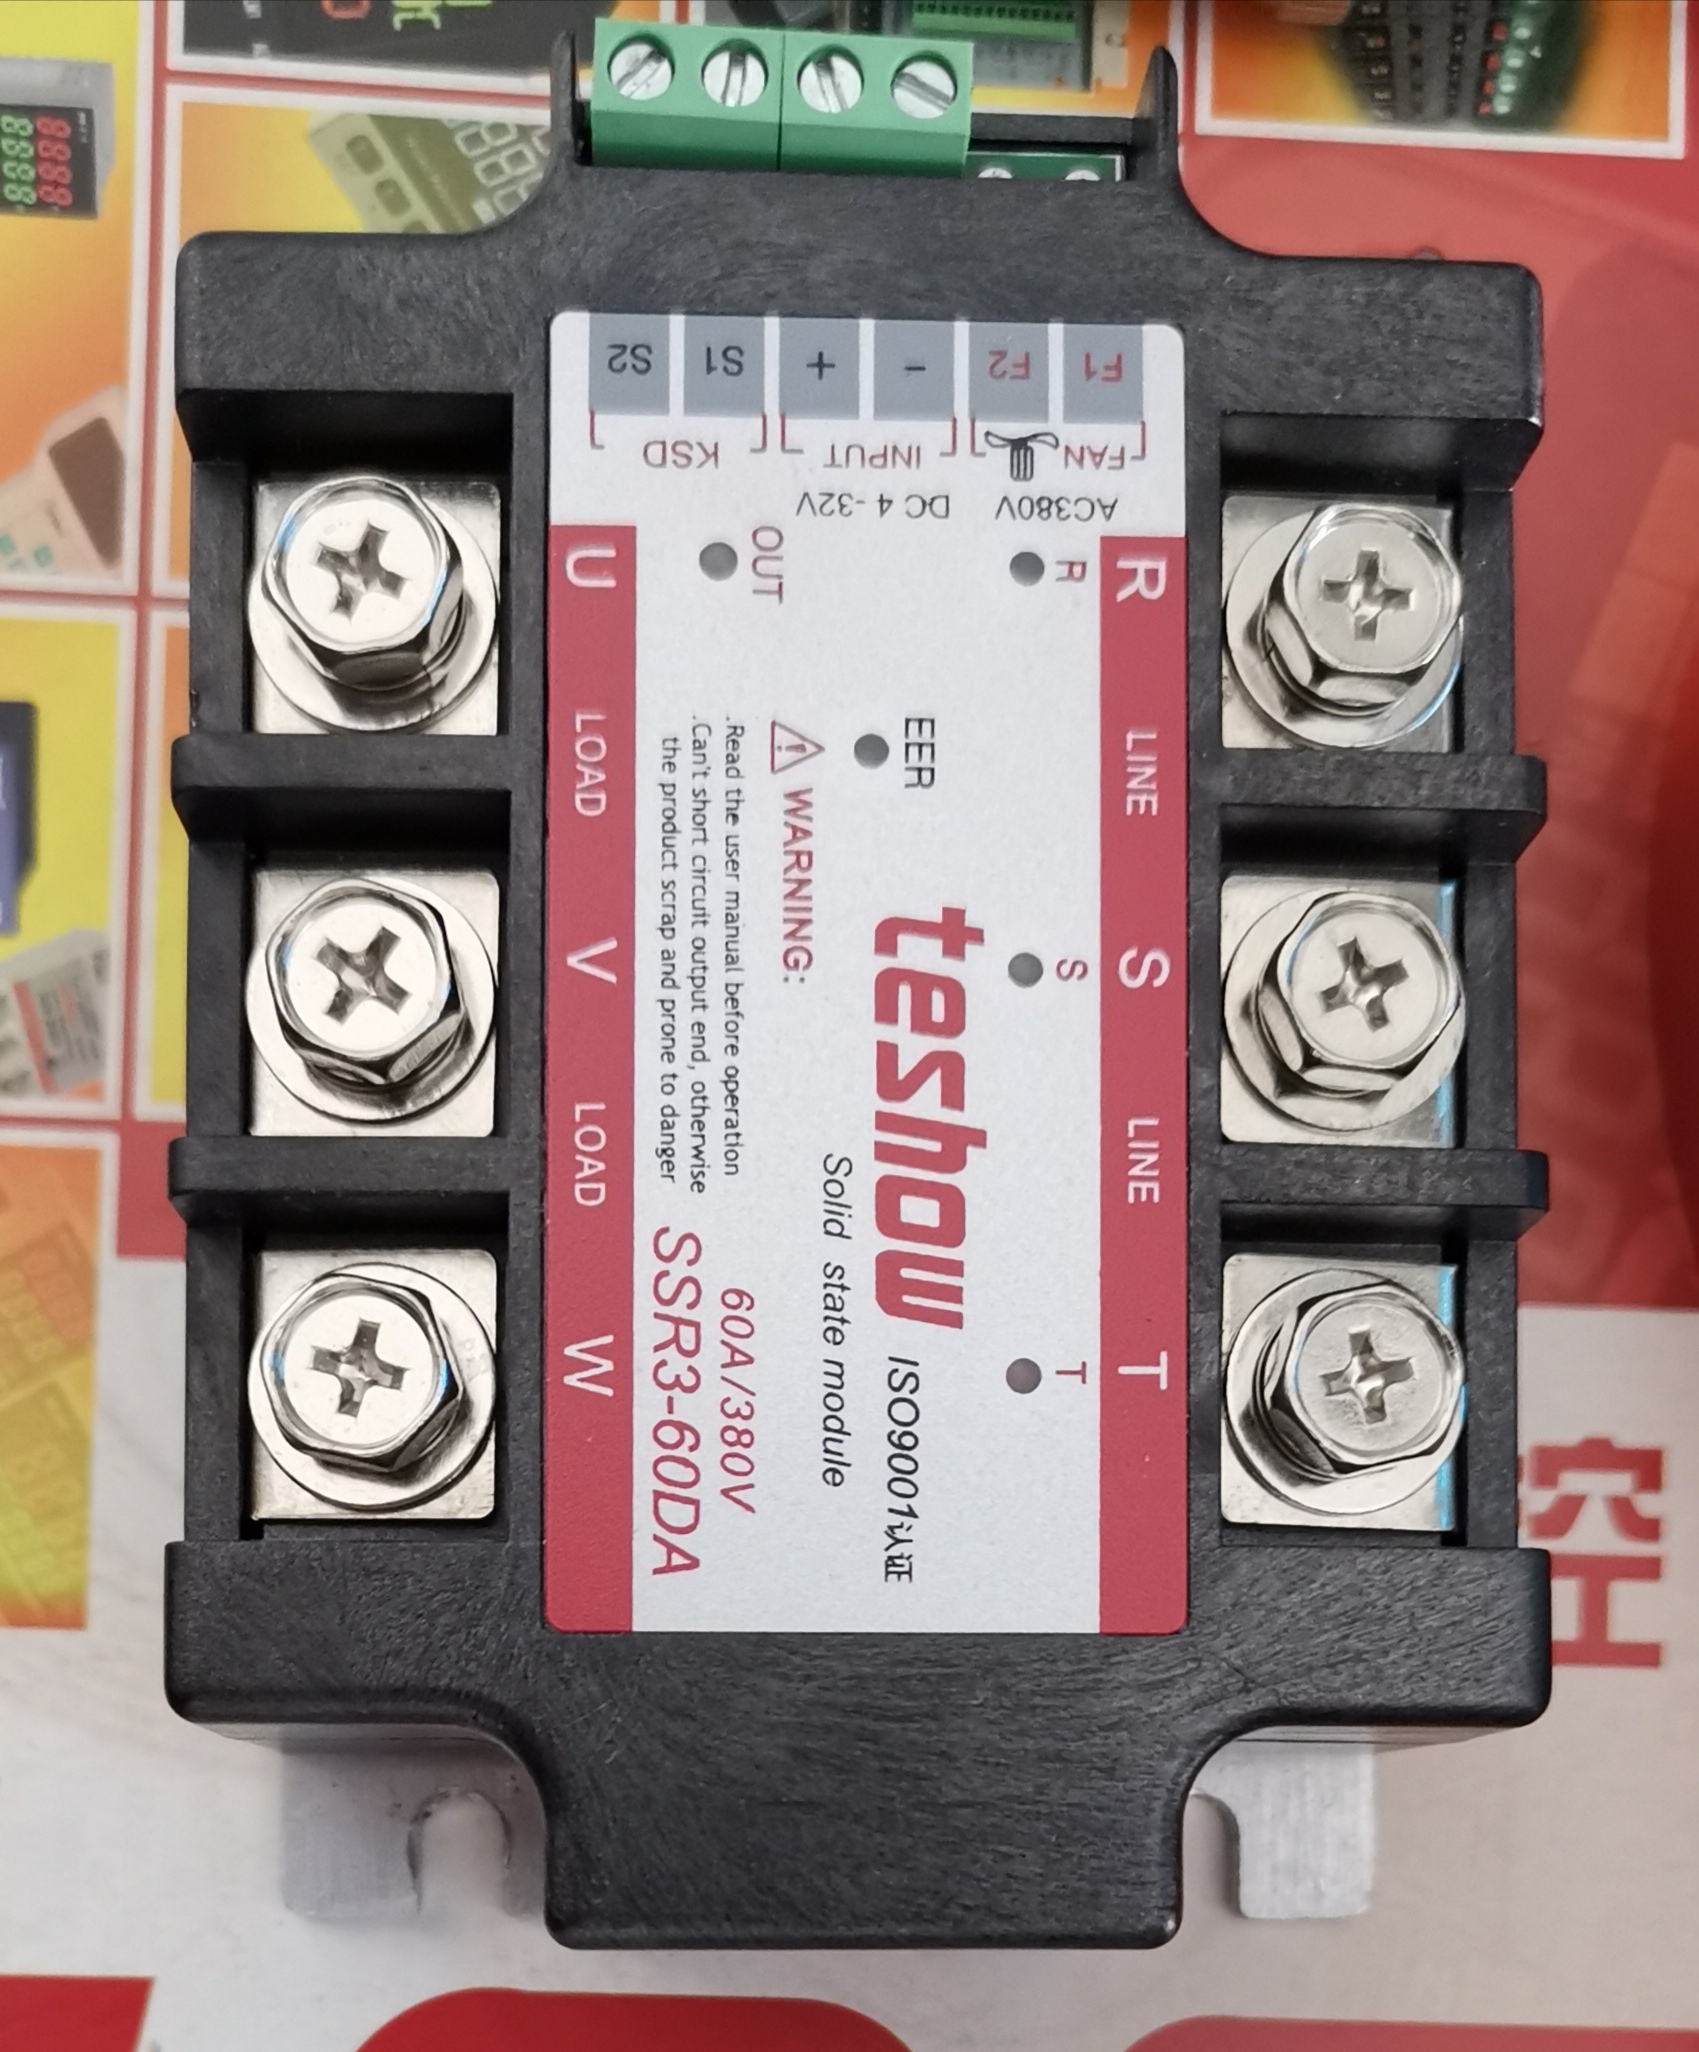 F1 F2 - + S1 S2
FAN INPUT KSD
AC380V DC 4-32V
R LINE S LINE T
R S T
EER teshow ISO9001认证
Solid state module
OUT
WARNING:
.Read the user manual before operation
.Can't short circuit output end, otherwise
the product scrap and prone to danger
60A/380V
SSR3-60DA
U LOAD V LOAD W